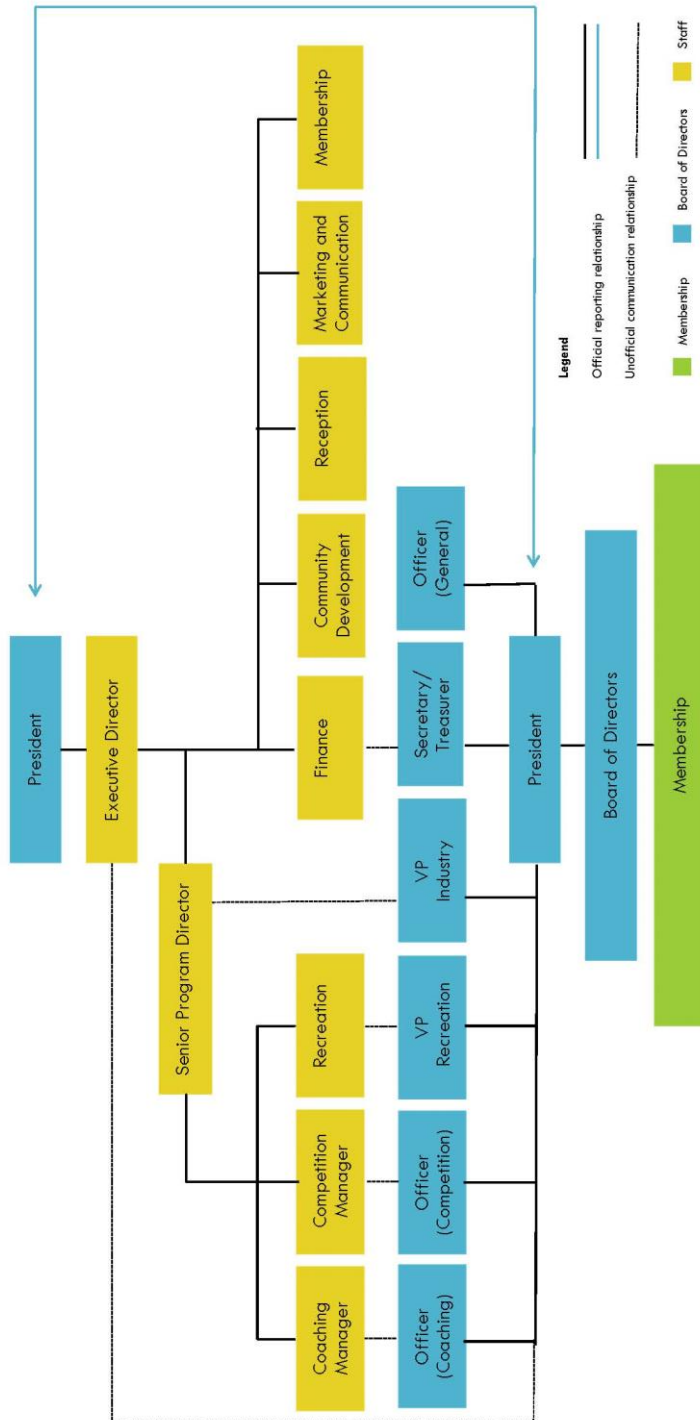 President
Executive Director
Senior Program Director
Coaching
Manager
Competition
Manager
Recreation
Finance
Community
Development
Reception
Marketing and
Communication
Membership
Officer
(Coaching)
Officer
(Competition)
VP
Recreation
VP
Industry
Secretary/
Treasurer
Officer
(General)
President
Board of Directors
Membership
Legend
Official reporting relationship
Unofficial communication relationship
Membership
Board of Directors
Staff